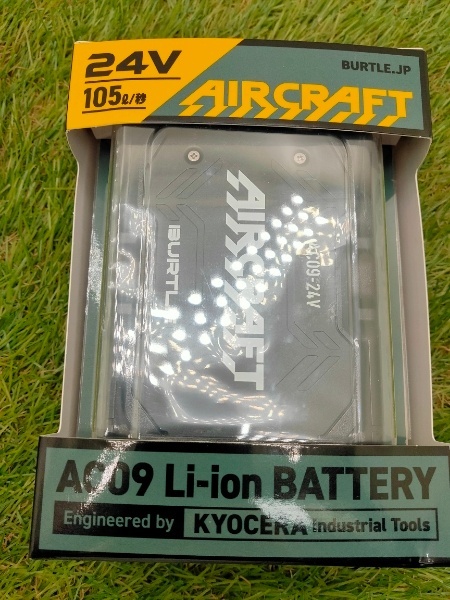 24V
BURTLE.JP
105ℓ/秒
AIRCRAFT
AIRCRAFT
BURTLE
AC09-24V
AC09 Li-ion BATTERY
Engineered by KYOCERA Industrial Tools